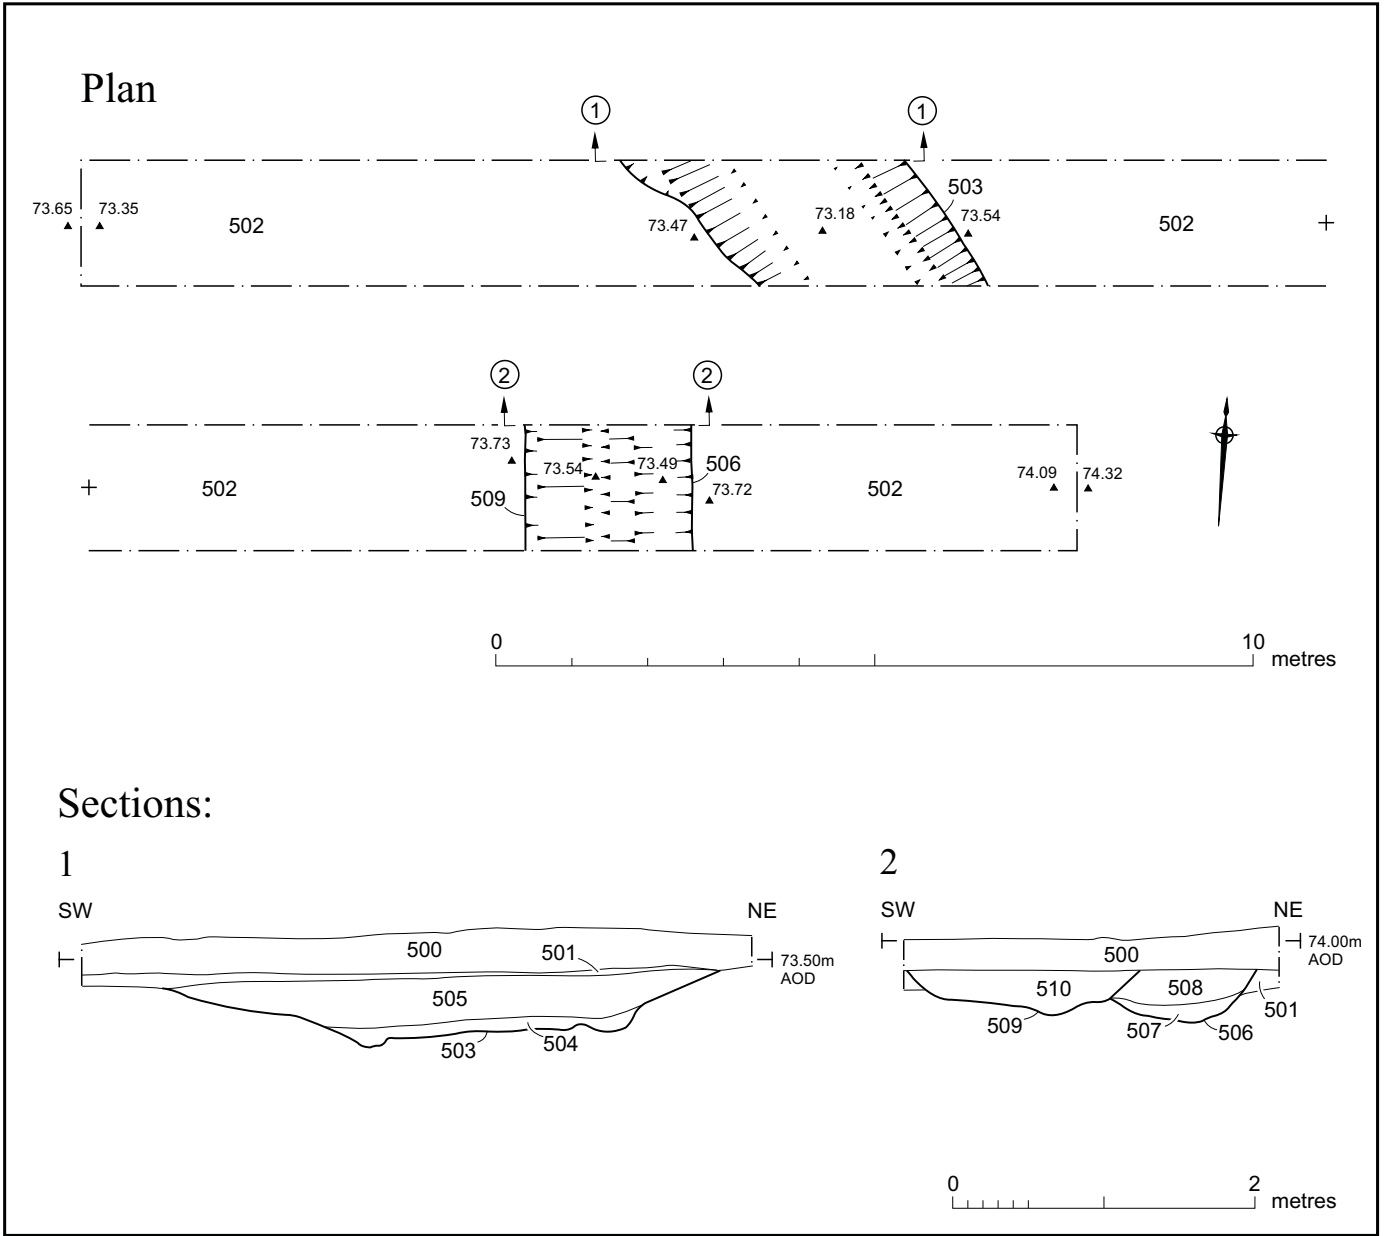 Plan
1 1
503
73.65 73.35 502 73.47 73.18 73.54 502
2 2
73.73 73.54 73.49 506
502 509 73.72 502 74.09 74.32
0 10
metres
Sections:
1 2
SW NE SW NE
500 501 73.50m
AOD
505
503 504
500 74.00m
AOD
510 508 501
509 507 506
0 2
metres